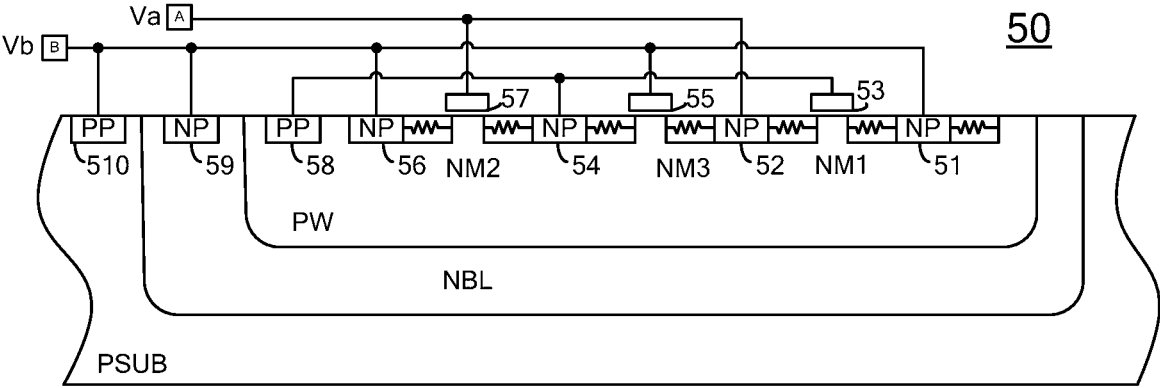 Va A
50
Vb B
57 55 53
PP NP PP NP NP NP NP
510 59 58 56 NM2 54 NM3 52 NM1 51
PW
NBL
PSUB